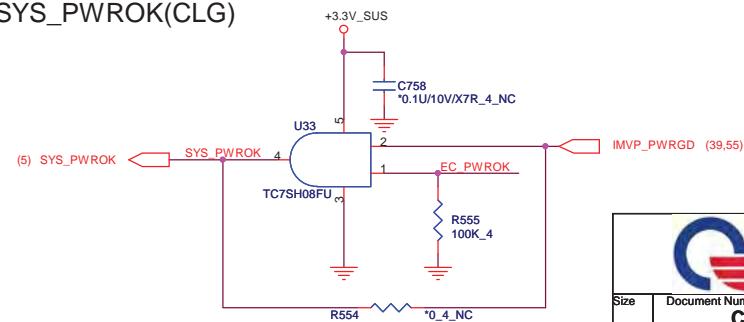 SYS_PWROK(CLG)
+3.3V_SUS
C758
*0.1U/10V/X7R_4_NC
U33
5
2
IMVP_PWRGD (39,55)
(5) SYS_PWROK
SYS_PWROK
4
1
EC_PWROK
TC7SH08FU
3
R555
100K_4
R554
*0_4_NC
Size
Document